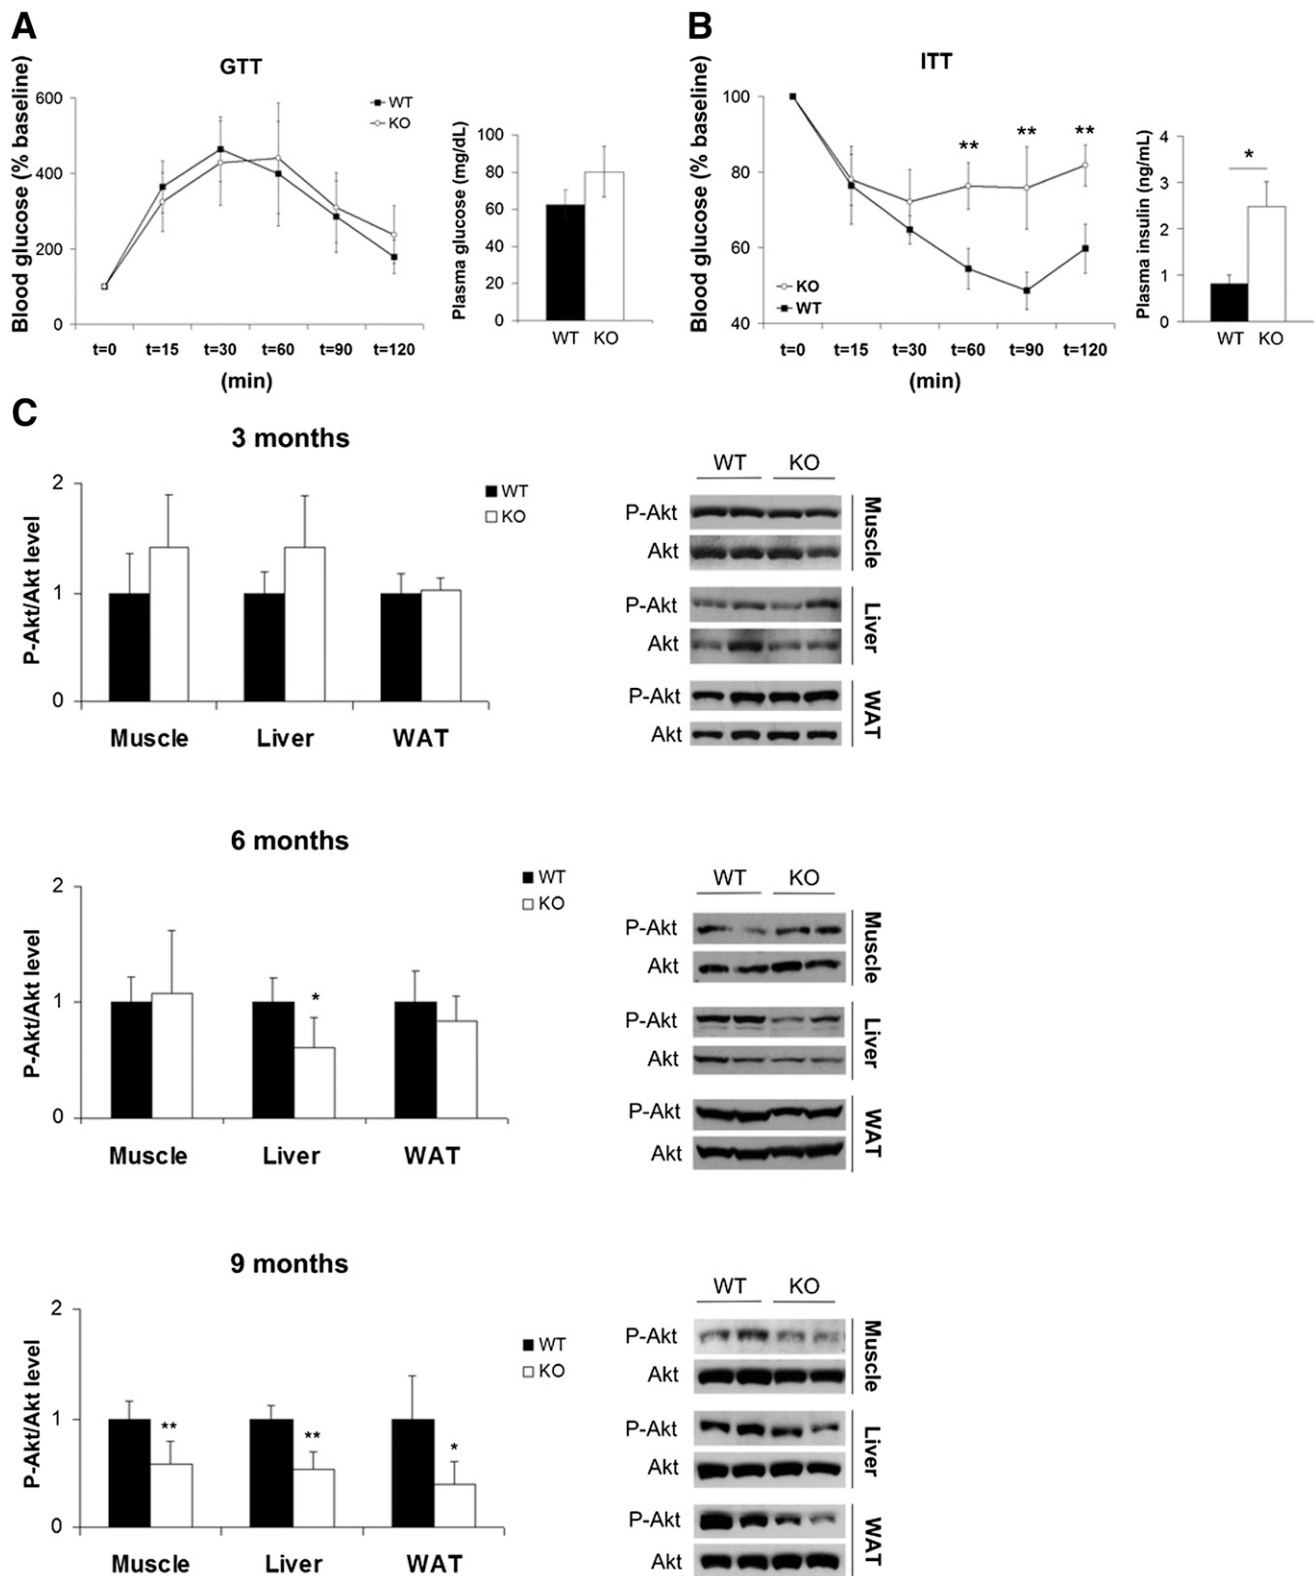 A
GTT
Blood glucose (% baseline)
600
400
200
0
WT
KO
t=0 t=15 t=30 t=60 t=90 t=120
(min)
Plasma glucose (mg/dL)
100
80
60
40
20
0
WT KO
B
ITT
Blood glucose (% baseline)
100
80
60
40
** ** **
KO
WT
t=0 t=15 t=30 t=60 t=90 t=120
(min)
Plasma insulin (ng/mL)
4
3
2
1
0
*
WT KO
C
3 months
P-Akt/Akt level
2
1
0
WT
KO
Muscle Liver WAT
WT KO
P-Akt
Akt
Muscle
P-Akt
Akt
Liver
P-Akt
Akt
WAT
6 months
P-Akt/Akt level
2
1
0
WT
KO
*
Muscle Liver WAT
WT KO
P-Akt
Akt
Muscle
P-Akt
Akt
Liver
P-Akt
Akt
WAT
9 months
P-Akt/Akt level
2
1
0
WT
KO
** ** *
Muscle Liver WAT
WT KO
P-Akt
Akt
Muscle
P-Akt
Akt
Liver
P-Akt
Akt
WAT